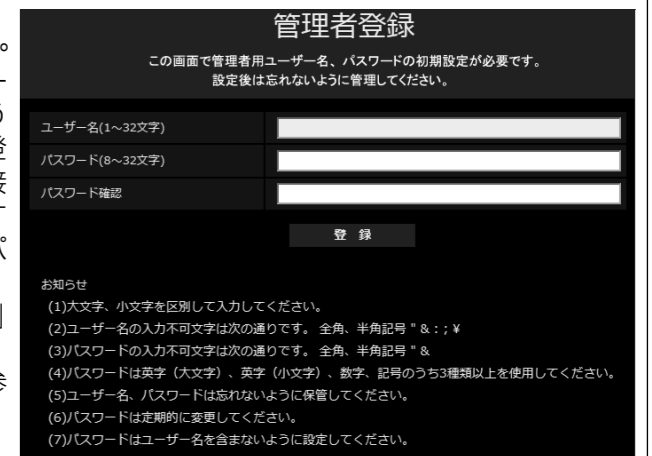 管理者登録
この画面で管理者用ユーザー名、パスワードの初期設定が必要です。
設定後は忘れないように管理してください。
ユーザー名(1～32文字)
パスワード(8～32文字)
パスワード確認
登 録
お知らせ
(1)大文字、小文字を区別して入力してください。
(2)ユーザー名の入力不可文字は次の通りです。 全角、半角記号 " & : ; ¥
(3)パスワードの入力不可文字は次の通りです。 全角、半角記号 " &
(4)パスワードは英字（大文字）、英字（小文字）、数字、記号のうち3種類以上を使用してください。
(5)ユーザー名、パスワードは忘れないように保管してください。
(6)パスワードは定期的に変更してください。
(7)パスワードはユーザー名を含まないように設定してください。